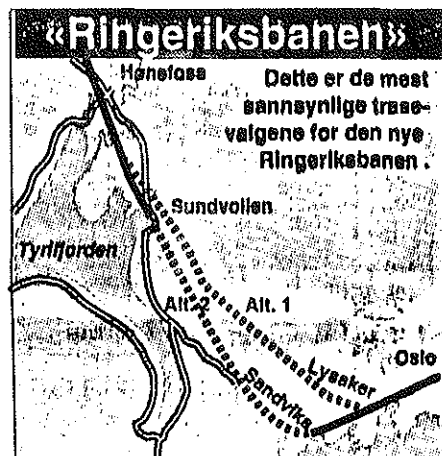 «Ringeriksbanen»
Hønefoss
Dette er de mest
sannsynlige trase-
valgene for den nye
Ringeriksbanen.
Sundvollen
Tyrifjorden
Alt. 2
Alt. 1
Lysaker
Oslo
Sandvika